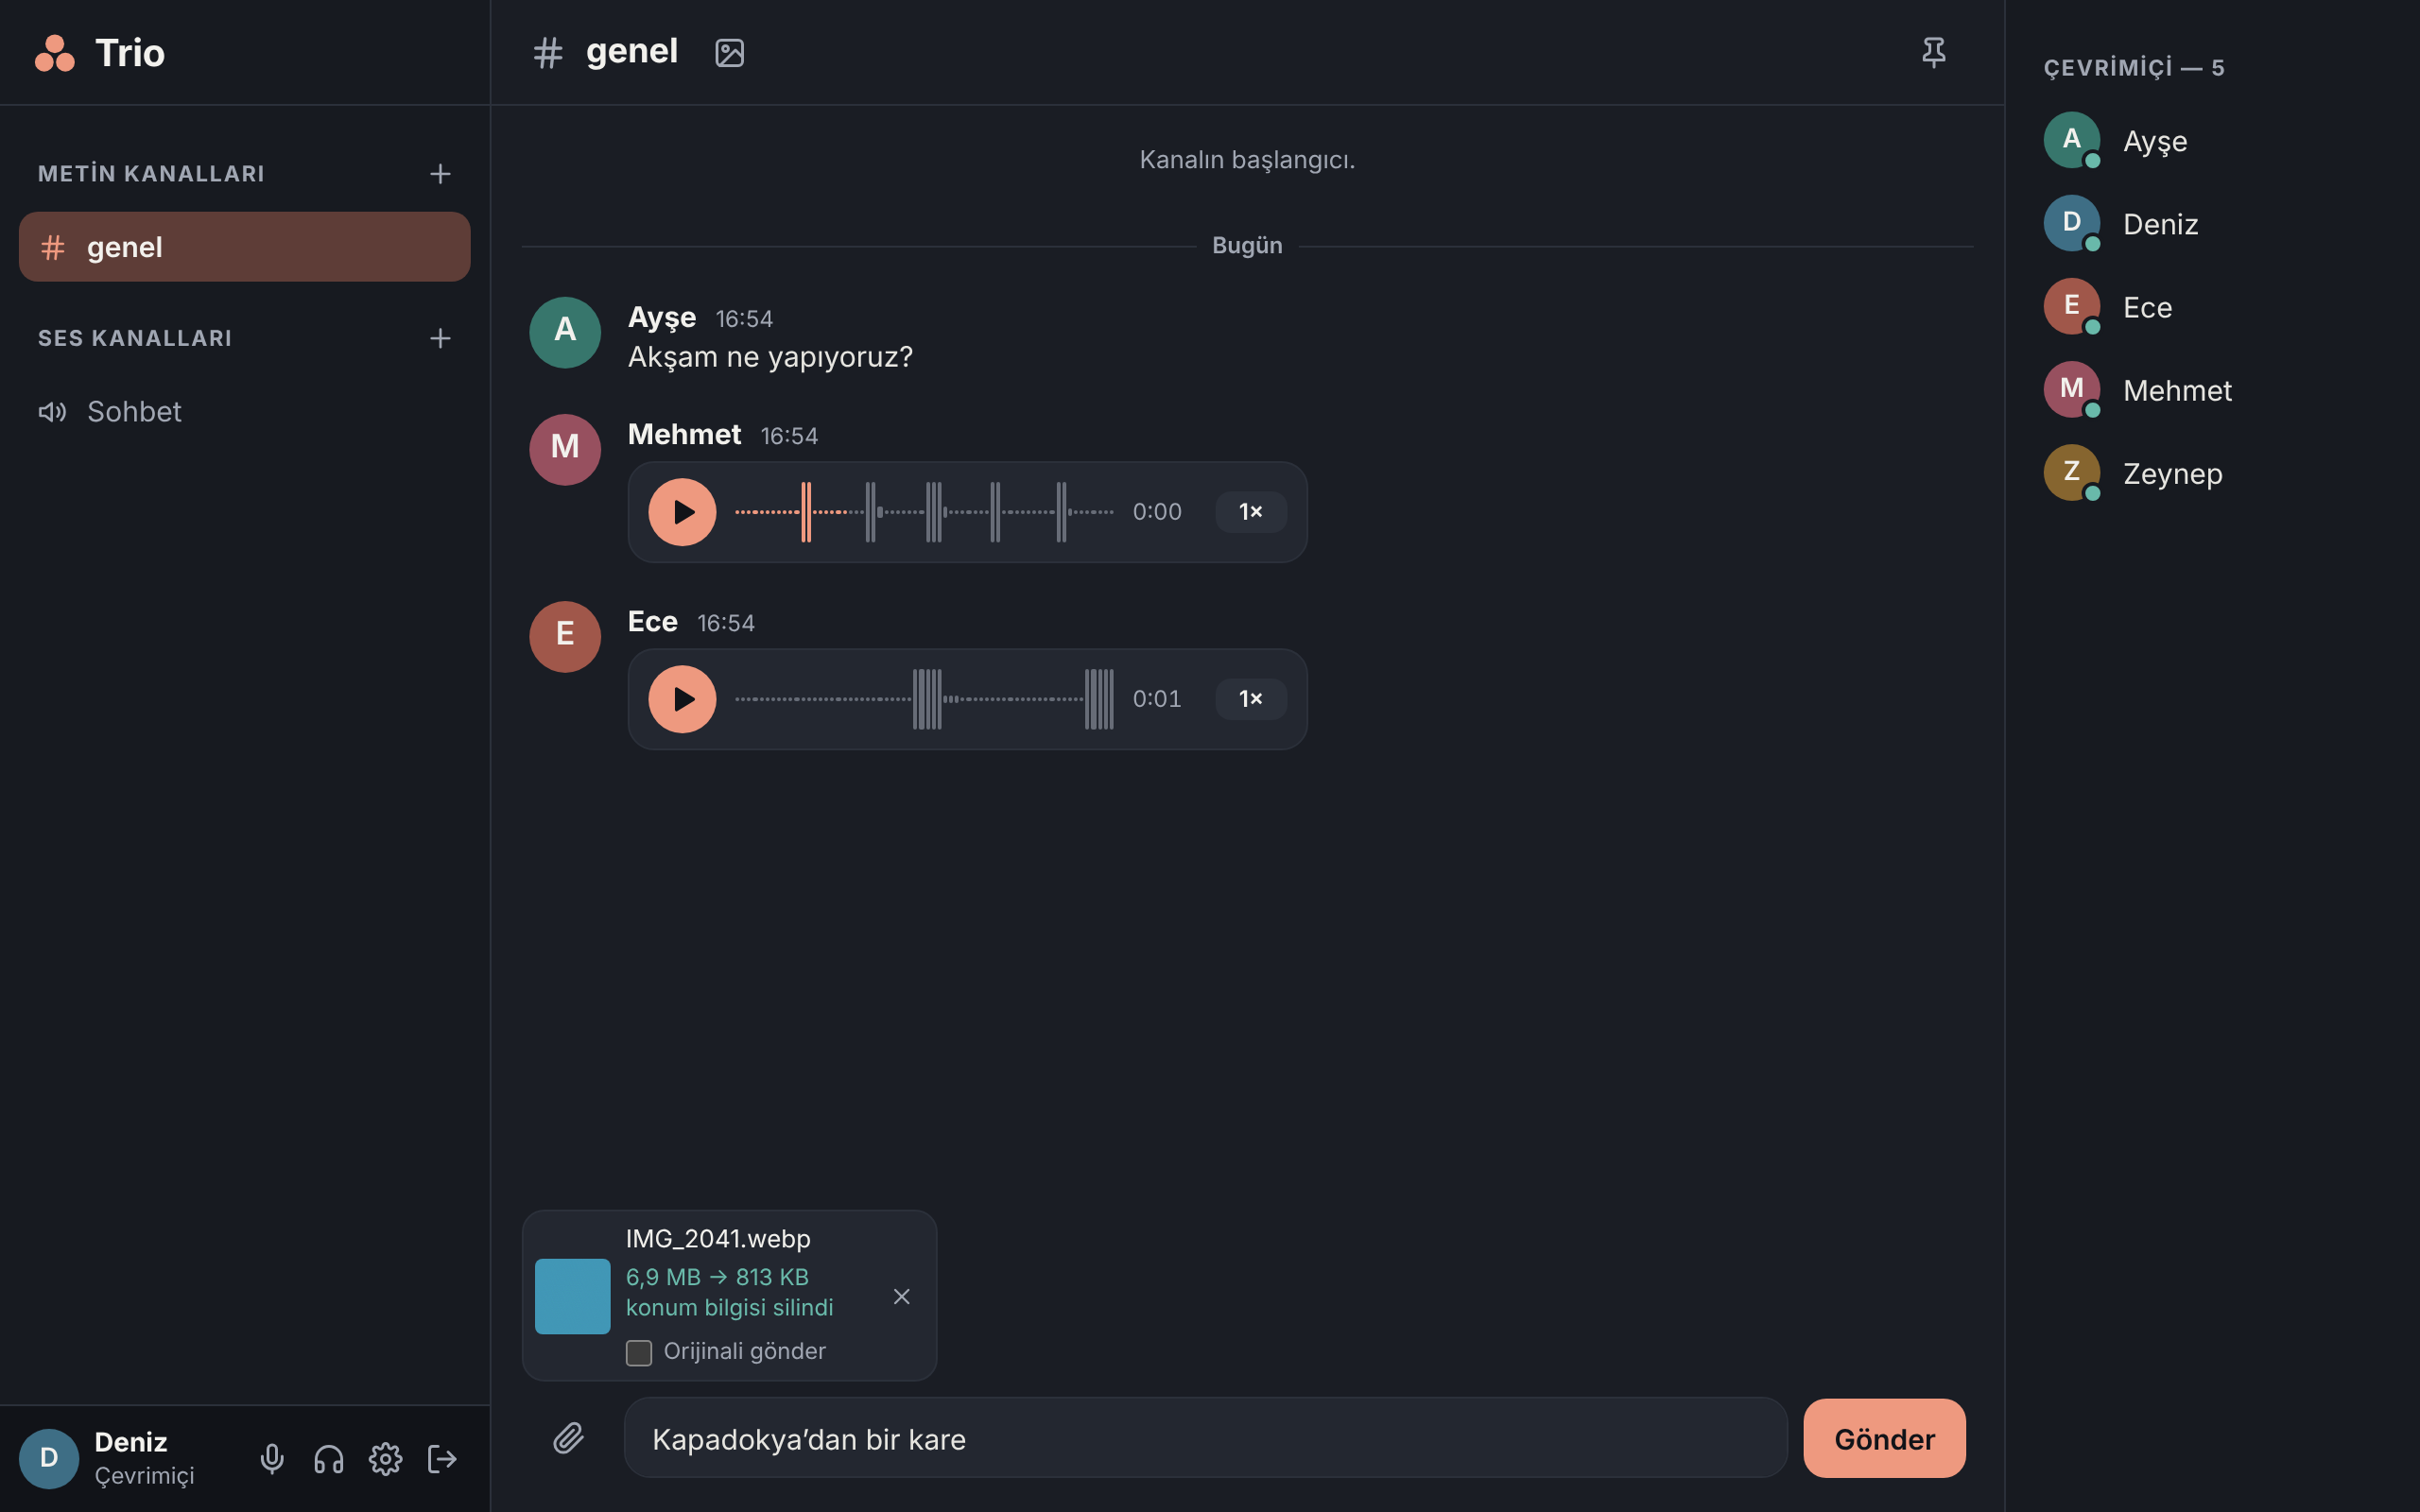 Trio
METİN KANALLARI
# genel
SES KANALLARI
Sohbet
D
Deniz
Çevrimiçi
# genel
Kanalın başlangıcı.
Bugün
A
Ayşe 16:54
Akşam ne yapıyoruz?
M
Mehmet 16:54
0:00 1×
E
Ece 16:54
0:01 1×
IMG_2041.webp
6,9 MB → 813 KB
konum bilgisi silindi
Orijinali gönder
Kapadokya’dan bir kare
Gönder
ÇEVRİMİÇİ — 5
A Ayşe
D Deniz
E Ece
M Mehmet
Z Zeynep